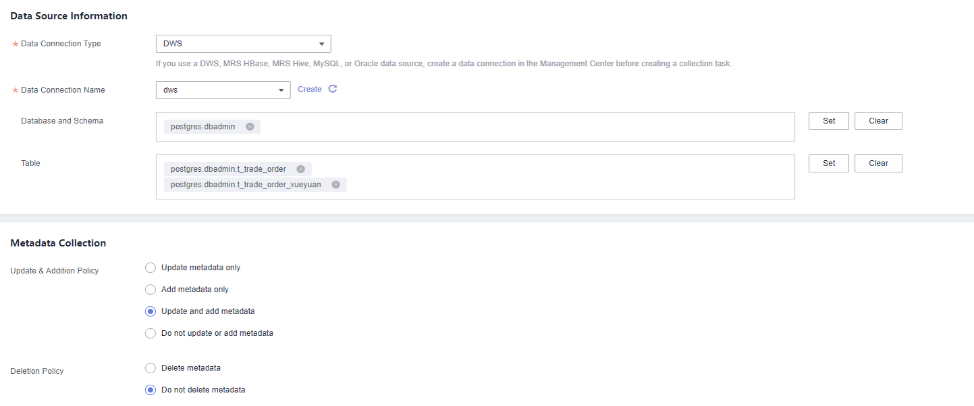 Data Source Information
* Data Connection Type
DWS
If you use a DWS, MRS HBase, MRS Hive, MySQL, or Oracle data source, create a data connection in the Management Center before creating a collection task.
* Data Connection Name
dws
Create
Database and Schema
postgres.dbadmin
Set
Clear
Table
postgres.dbadmin.t_trade_order
postgres.dbadmin.t_trade_order_xueyuan
Set
Clear
Metadata Collection
Update & Addition Policy
Update metadata only
Add metadata only
Update and add metadata
Do not update or add metadata
Deletion Policy
Delete metadata
Do not delete metadata